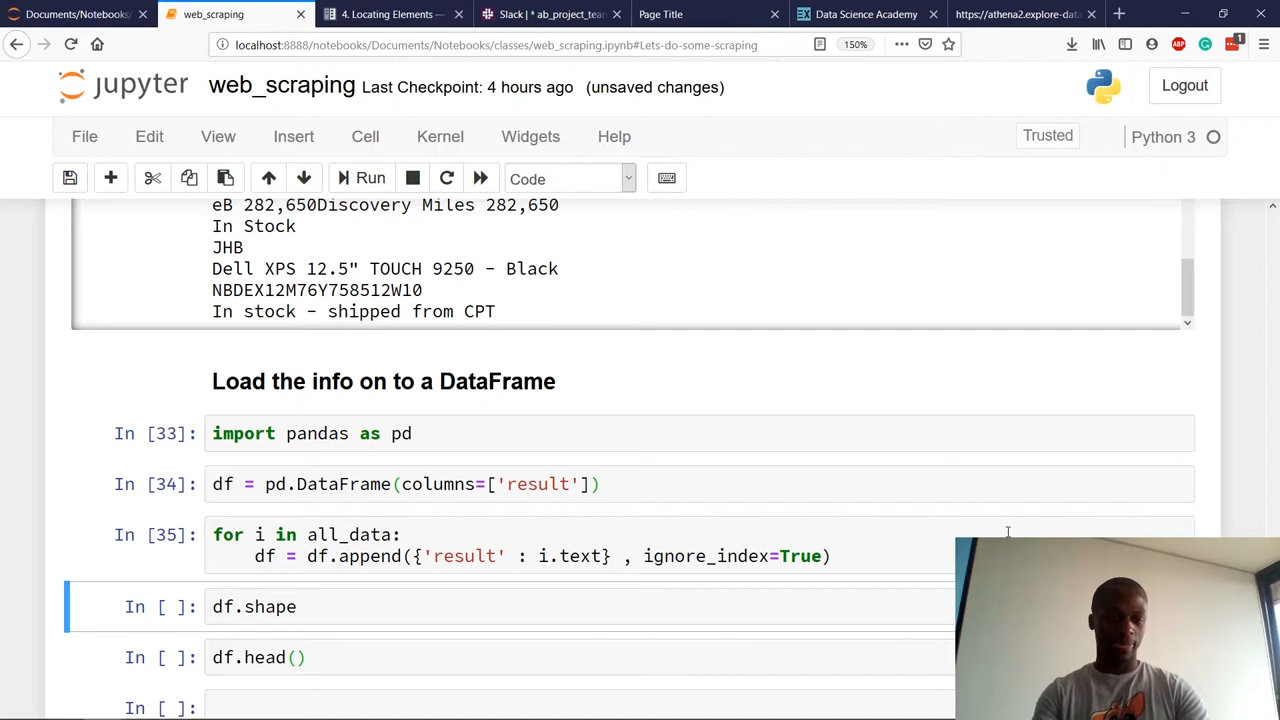 Documents/Notebooks/
web_scraping
4. Locating Elements —
Slack | * ab_project_tear
Page Title
Data Science Academy
https://athena2.explore-dat
localhost:8888/notebooks/Documents/Notebooks/classes/web_scraping.ipynb#Lets-do-some-scraping
150%
ABP
1
jupyter
web_scraping Last Checkpoint: 4 hours ago (unsaved changes)
Logout
File
Edit
View
Insert
Cell
Kernel
Widgets
Help
Trusted
Python 3
Run
Code
eB 282,650Discovery Miles 282,650
In Stock
JHB
Dell XPS 12.5" TOUCH 9250 - Black
NBDEX12M76Y758512W10
In stock - shipped from CPT
Load the info on to a DataFrame
In [33]: import pandas as pd
In [34]: df = pd.DataFrame(columns=['result'])
In [35]: for i in all_data:
df = df.append({'result' : i.text} , ignore_index=True)
In [ ]: df.shape
In [ ]: df.head()
In [ ]: